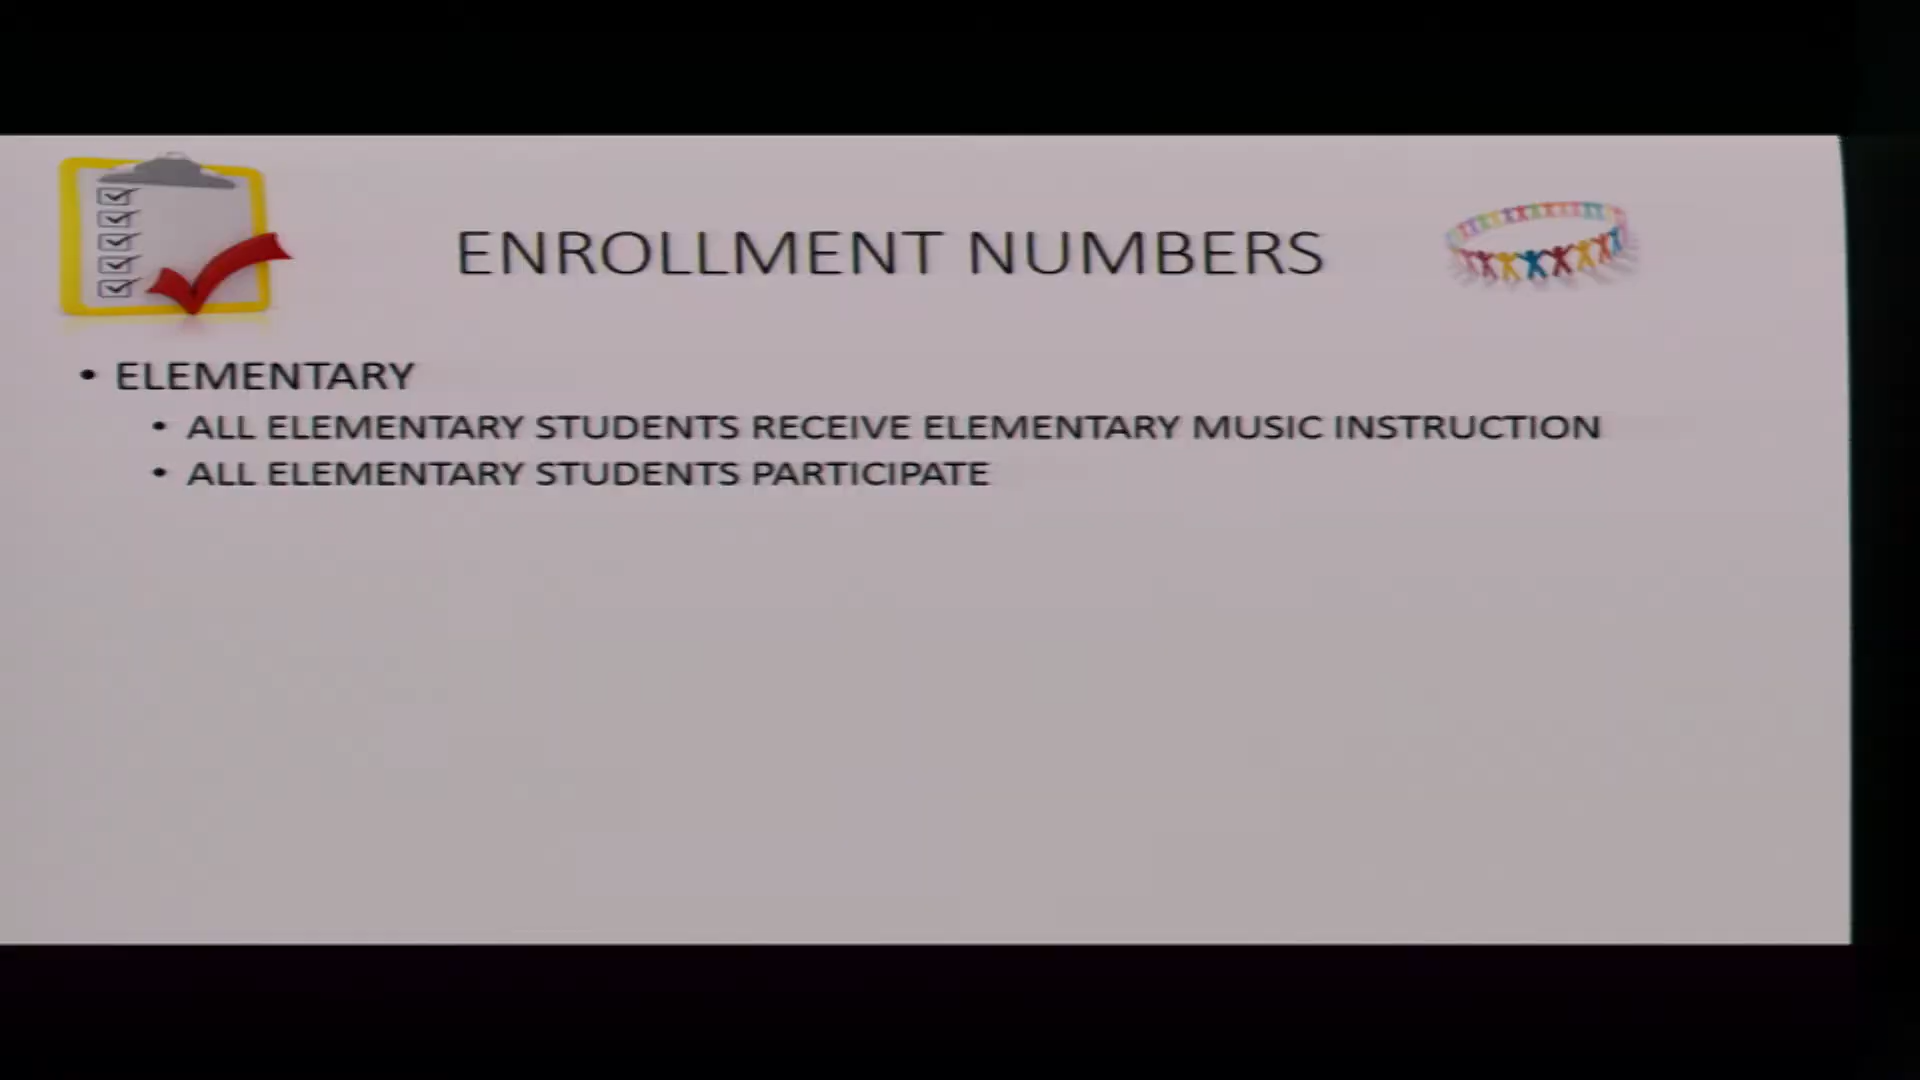 ENROLLMENT NUMBERS
• ELEMENTARY
• ALL ELEMENTARY STUDENTS RECEIVE ELEMENTARY MUSIC INSTRUCTION
• ALL ELEMENTARY STUDENTS PARTICIPATE